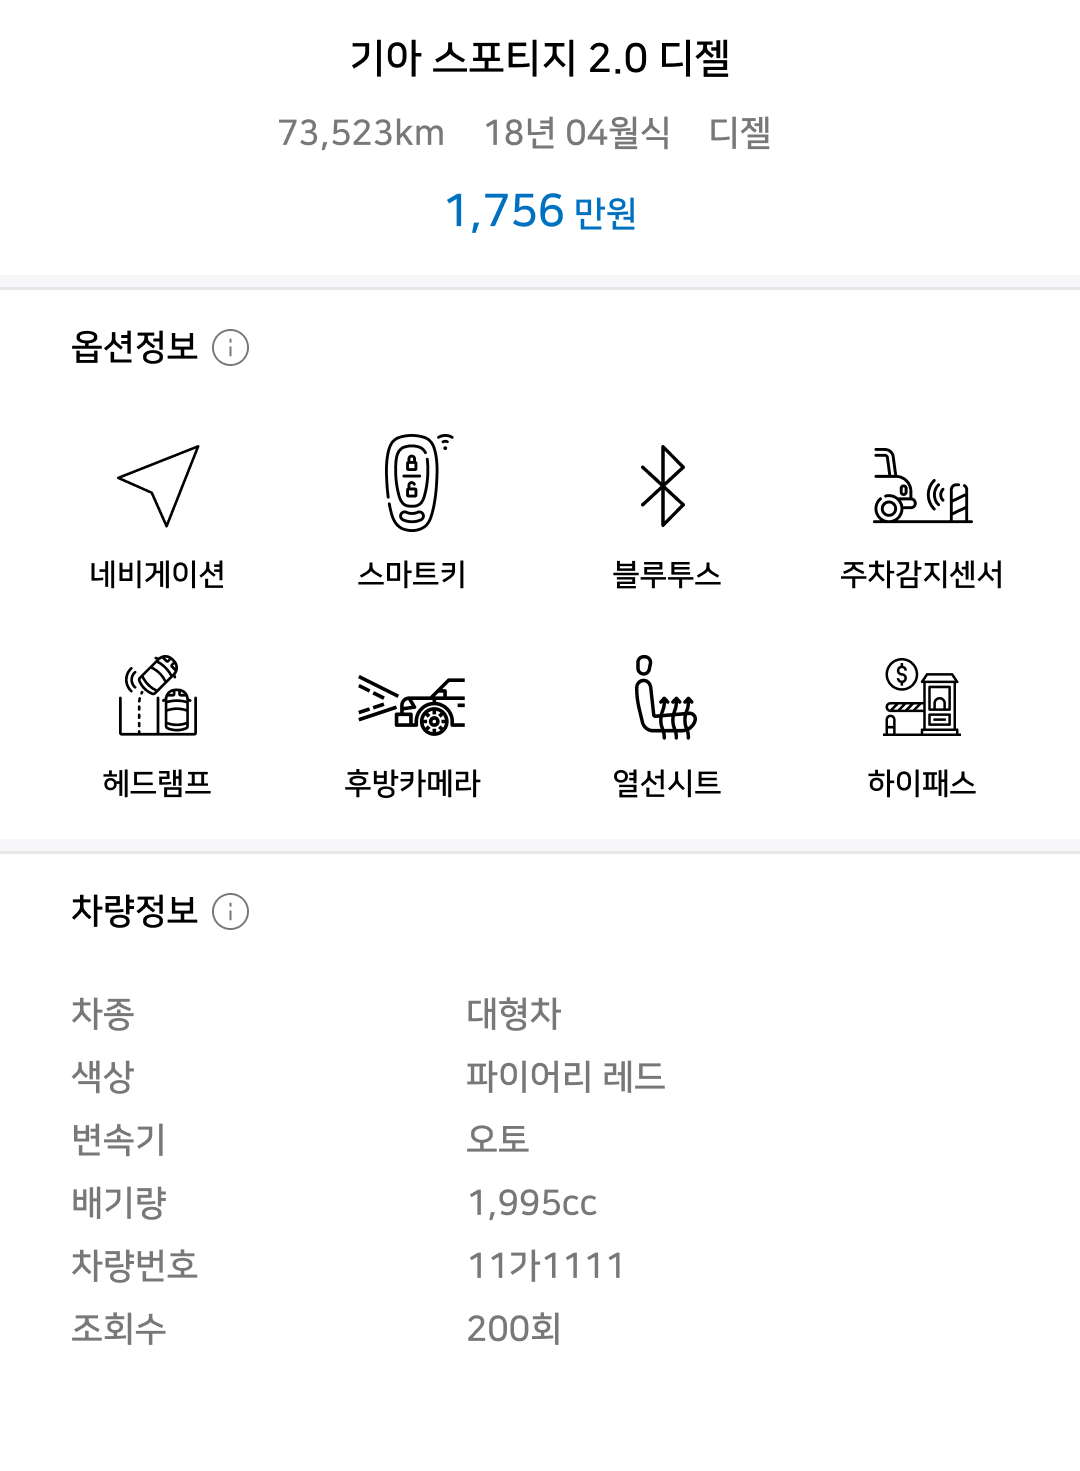 기아 스포티지 2.0 디젤
73,523km 18년 04월식 디젤
1,756 만원
옵션정보
네비게이션 스마트키 블루투스 주차감지센서
헤드램프 후방카메라 열선시트 하이패스
차량정보
차종 대형차
색상 파이어리 레드
변속기 오토
배기량 1,995cc
차량번호 11가1111
조회수 200회